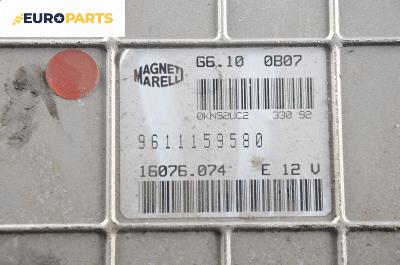 EUROPARTS
MAGNETI MARELLI
G6.10 0B07
0KN52UC2 330 92
9611159580
16076.074 E 12 V